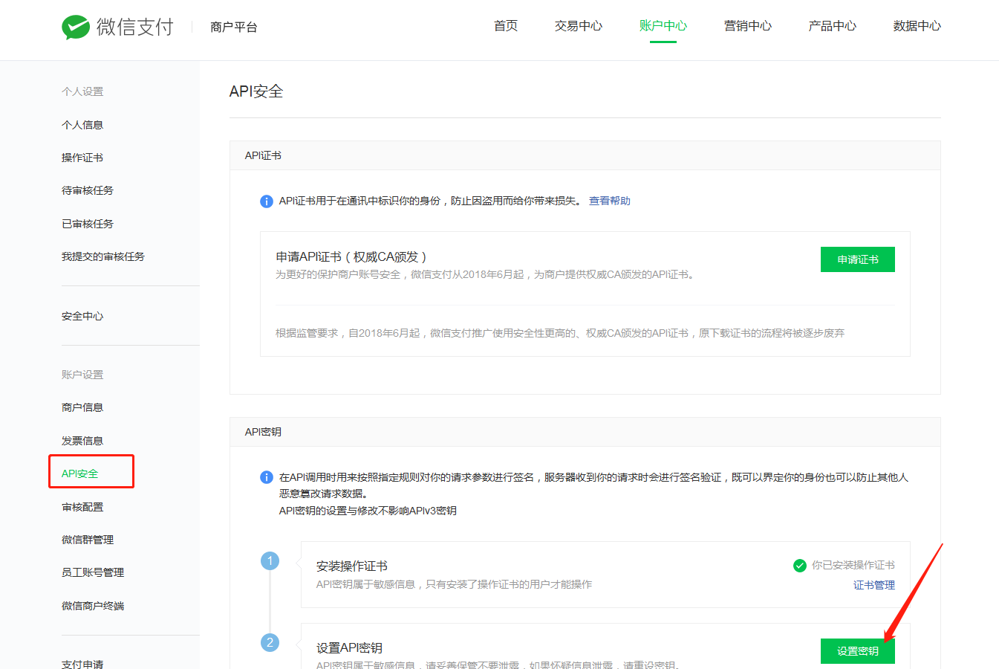 微信支付 商户平台 首页 交易中心 账户中心 营销中心 产品中心 数据中心
个人设置
个人信息
操作证书
待审核任务
已审核任务
我提交的审核任务
安全中心
账户设置
商户信息
发票信息
API安全
审核配置
微信群管理
员工账号管理
微信商户终端
支付申请
API安全
API证书
API证书用于在通讯中标识你的身份，防止因盗用而给你带来损失。 查看帮助
申请API证书（权威CA颁发）
申请证书
为更好的保护商户账号安全，微信支付从2018年6月起，为商户提供权威CA颁发的API证书。
根据监管要求，自2018年6月起，微信支付推广使用安全性更高的、权威CA颁发的API证书，原下载证书的流程将被逐步废弃
API密钥
在API调用时用来按照指定规则对你的请求参数进行签名，服务器收到你的请求时会进行签名验证，既可以界定你的身份也可以防止其他人
恶意篡改请求数据。
API密钥的设置与修改不影响APIv3密钥
1 安装操作证书 你已安装操作证书
API密钥属于敏感信息，只有安装了操作证书的用户才能操作 证书管理
2 设置API密钥 设置密钥
API密钥属于敏感信息，请妥善保管不要泄露，如果怀疑信息泄露，请重设密钥。